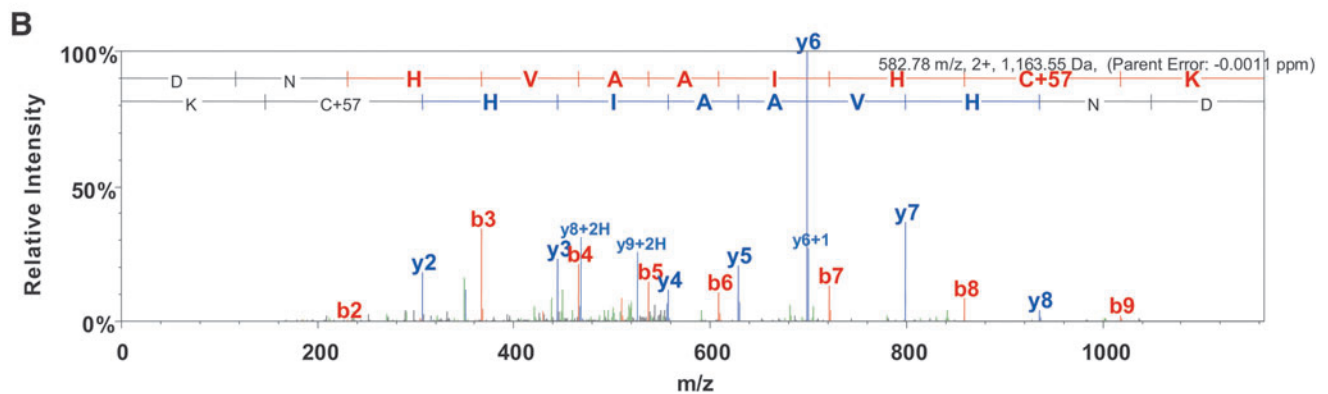 B
y6
100%
582.78 m/z, 2+, 1,163.55 Da, (Parent Error: -0.0011 ppm)
D N H V A A I H C+57 K
K C+57 H I A A V H N D
Relative Intensity
50%
b3 y8+2H y7
y9+2H y6+1
y2 y3 b4 b5 y4 y5 b6 b7 b8
b2 y8 b9
0%
0 200 400 600 800 1000
m/z